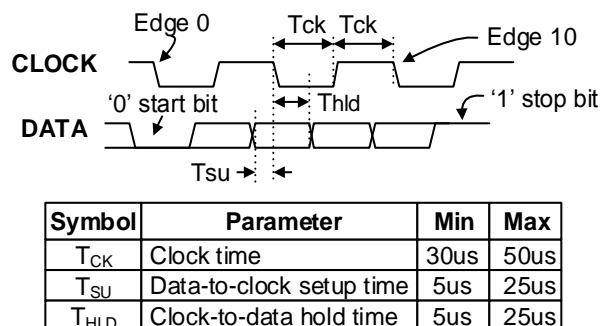 Edge 0
Tck Tck
Edge 10
CLOCK
'0' start bit
Thld
'1' stop bit
DATA
Tsu
Symbol Parameter Min Max
TCK Clock time 30us 50us
TSU Data-to-clock setup time 5us 25us
THLD Clock-to-data hold time 5us 25us